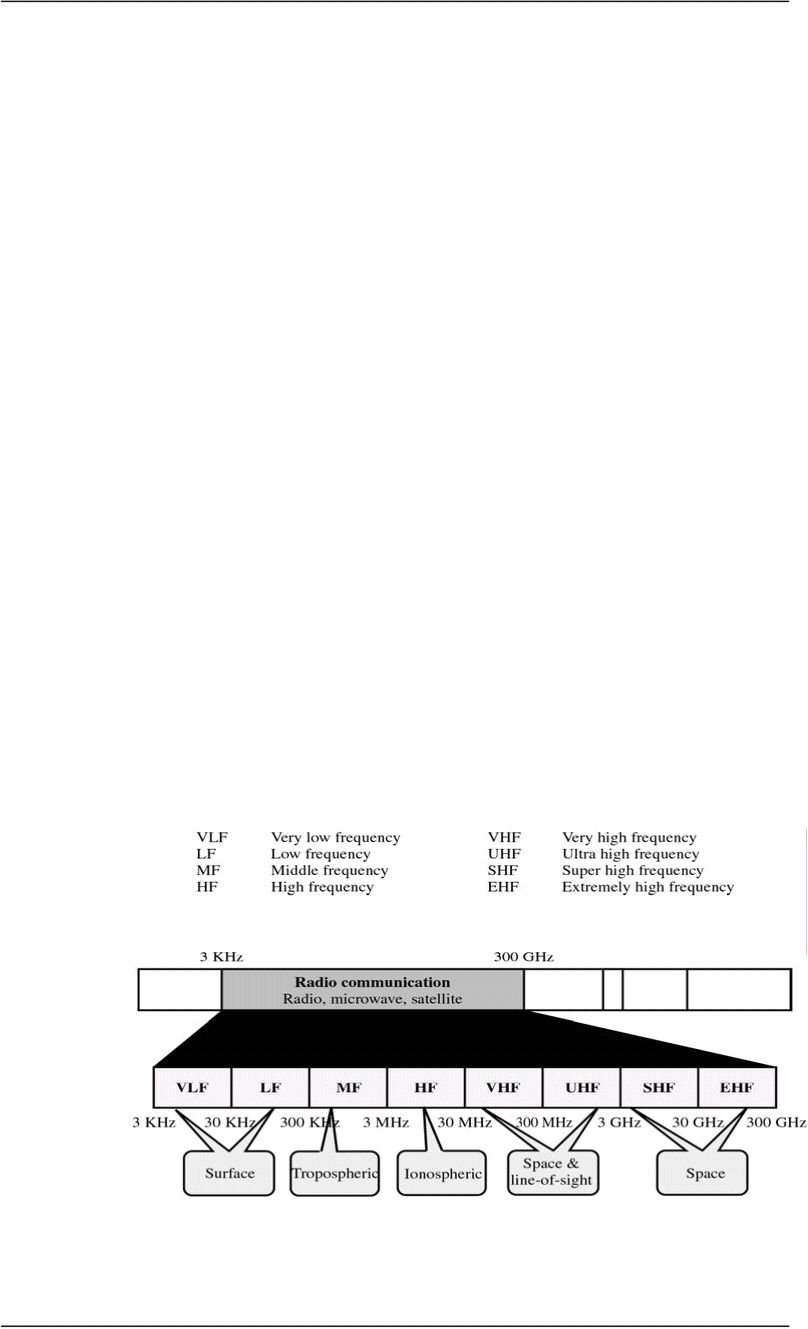 VLF Very low frequency VHF Very high frequency
LF Low frequency UHF Ultra high frequency
MF Middle frequency SHF Super high frequency
HF High frequency EHF Extremely high frequency
3 KHz 300 GHz
Radio communication
Radio, microwave, satellite
VLF LF MF HF VHF UHF SHF EHF
3 KHz 30 KHz 300 KHz 3 MHz 30 MHz 300 MHz 3 GHz 30 GHz 300 GHz
Surface
Tropospheric
Ionospheric
Space &
line-of-sight
Space